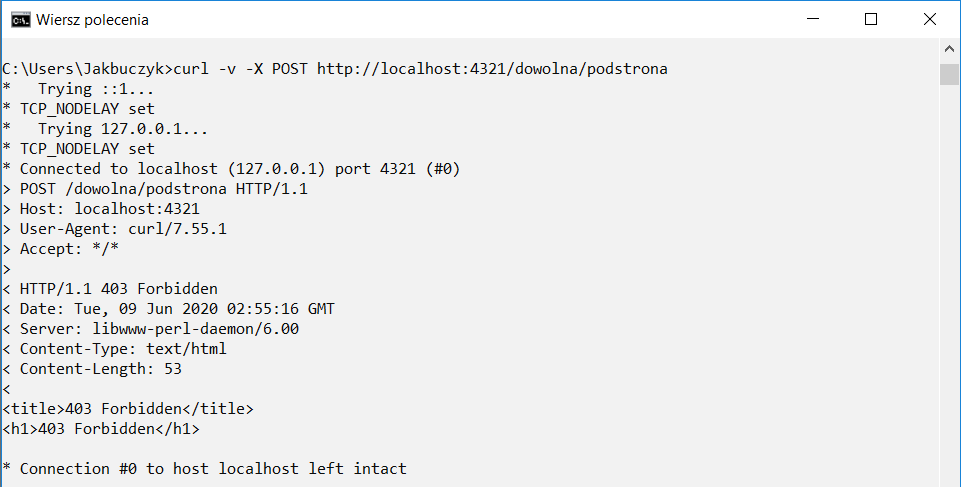 Wiersz polecenia
C:\Users\Jakbuczyk>curl -v -X POST http://localhost:4321/dowolna/podstrona
*   Trying ::1...
* TCP_NODELAY set
*   Trying 127.0.0.1...
* TCP_NODELAY set
* Connected to localhost (127.0.0.1) port 4321 (#0)
> POST /dowolna/podstrona HTTP/1.1
> Host: localhost:4321
> User-Agent: curl/7.55.1
> Accept: */*
>
< HTTP/1.1 403 Forbidden
< Date: Tue, 09 Jun 2020 02:55:16 GMT
< Server: libwww-perl-daemon/6.00
< Content-Type: text/html
< Content-Length: 53
<
<title>403 Forbidden</title>
<h1>403 Forbidden</h1>
* Connection #0 to host localhost left intact